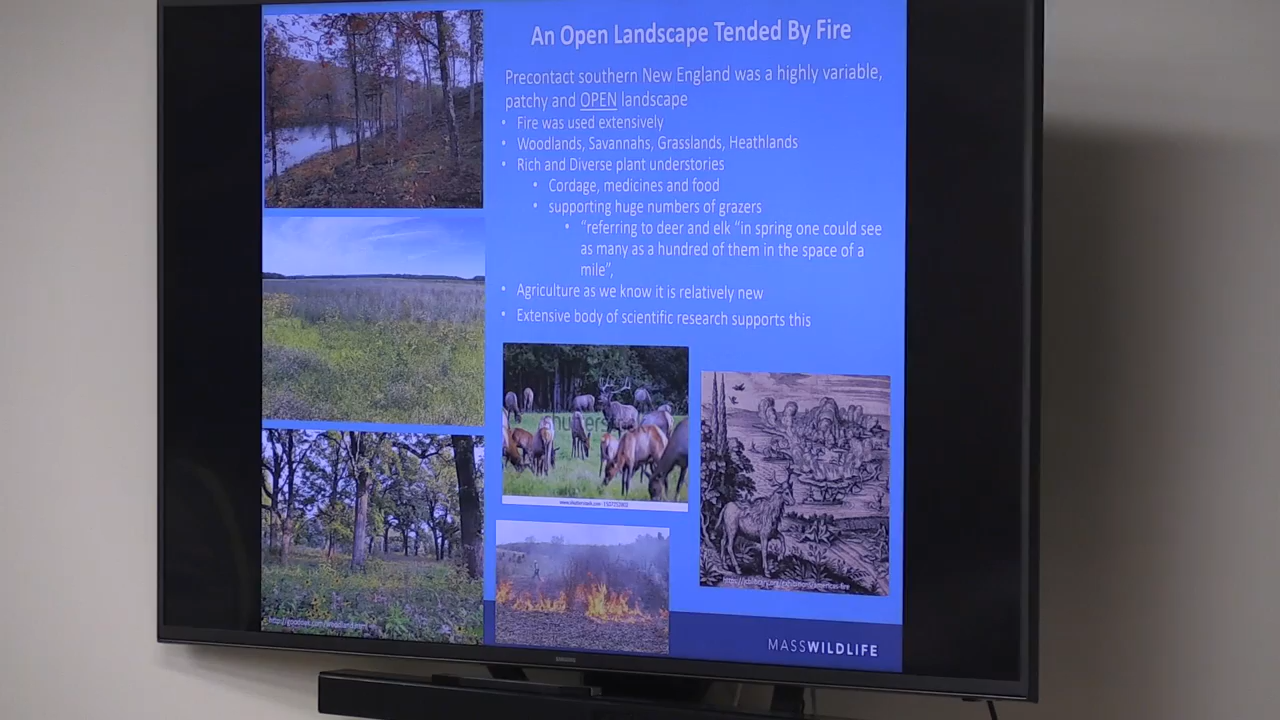 An Open Landscape Tended By Fire
Precontact southern New England was a highly variable,
patchy and OPEN landscape
• Fire was used extensively
• Woodlands, Savannahs, Grasslands, Heathlands
• Rich and Diverse plant understories
• Cordage, medicines and food
• supporting huge numbers of grazers
• "referring to deer and elk "in spring one could see
as many as a hundred of them in the space of a
mile",
• Agriculture as we know it is relatively new
• Extensive body of scientific research supports this
MASSWILDLIFE
SAMSUNG